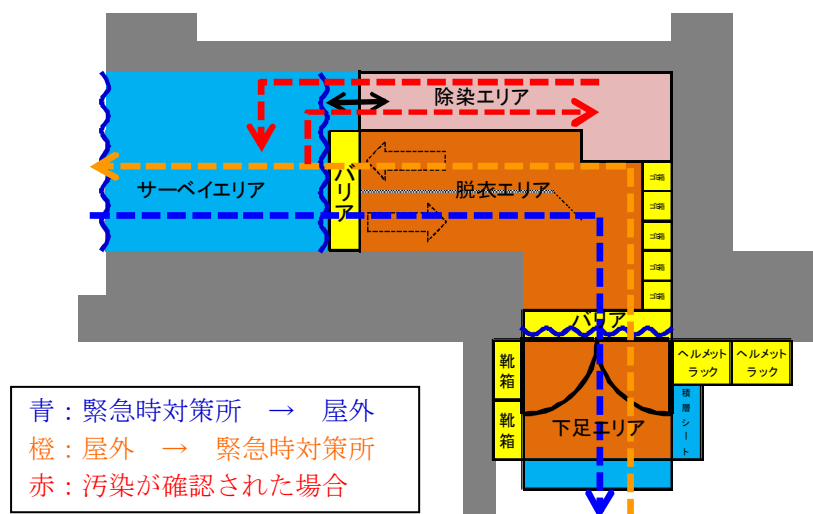 除染エリア
サーベイエリア
バリア
脱衣エリア
バリア
靴箱
靴箱
ヘルメットラック
ヘルメットラック
積層シート
下足エリア
青：緊急時対策所　→　屋外
橙：屋外　→　緊急時対策所
赤：汚染が確認された場合